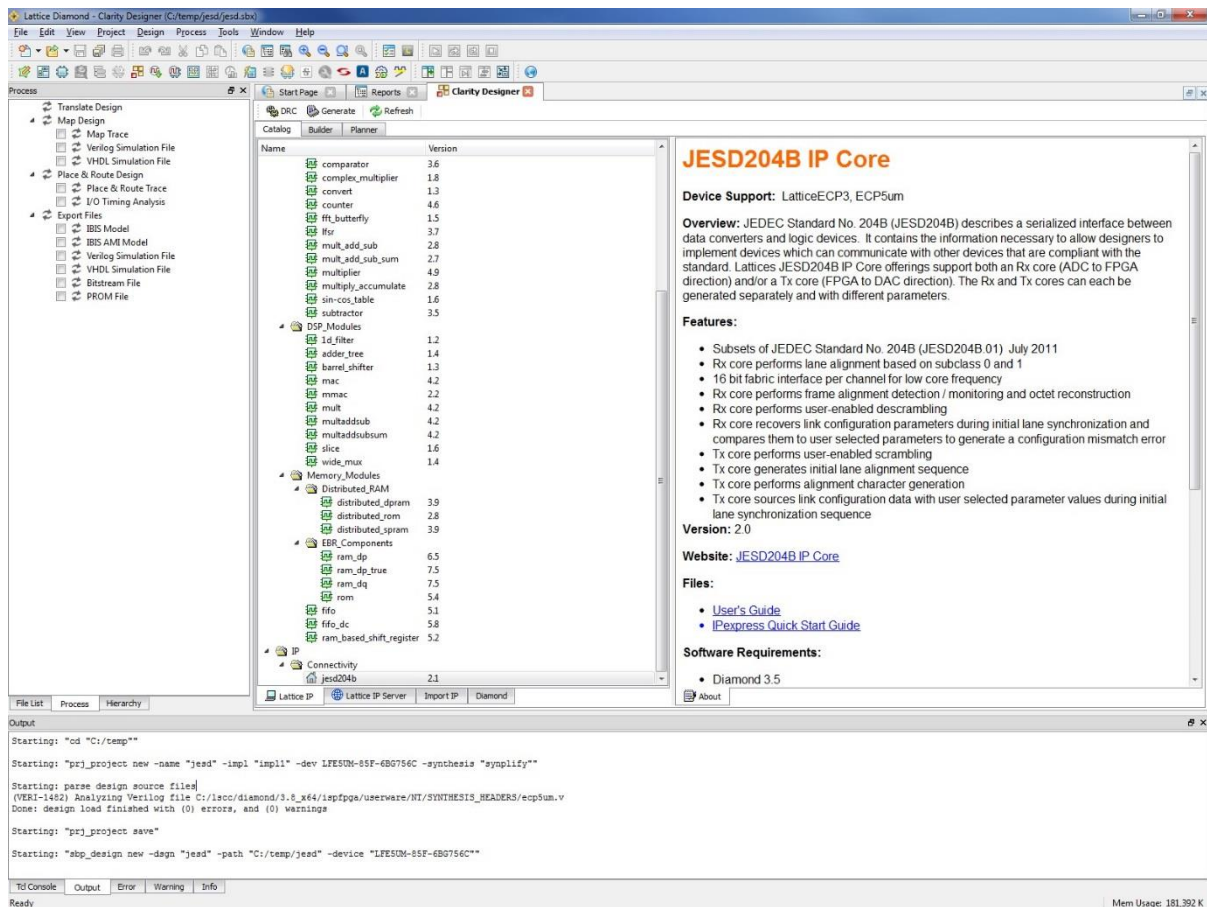 Lattice Diamond - Clarity Designer (C:/temp/jesd/jesd.sbx)
File Edit View Project Design Process Tools Window Help
Process
Translate Design
Map Design
Map Trace
Verilog Simulation File
VHDL Simulation File
Place & Route Design
Place & Route Trace
I/O Timing Analysis
Export Files
IBIS Model
IBIS AMI Model
Verilog Simulation File
VHDL Simulation File
Bitstream File
PROM File
File List Process Hierarchy
Start Page Reports Clarity Designer
DRC Generate Refresh
Catalog Builder Planner
Name Version
comparator 3.6
complex_multiplier 1.8
convert 1.3
counter 4.6
fft_butterfly 1.5
lfsr 3.7
mult_add_sub 2.8
mult_add_sub_sum 2.7
multiplier 4.9
multiply_accumulate 2.8
sin-cos_table 1.6
subtractor 3.5
DSP_Modules
1d_filter 1.2
adder_tree 1.4
barrel_shifter 1.3
mac 4.2
mmac 2.2
mult 4.2
multaddsub 4.2
multaddsubsum 4.2
slice 1.6
wide_mux 1.4
Memory_Modules
Distributed_RAM
distributed_dpram 3.9
distributed_rom 2.8
distributed_spram 3.9
EBR_Components
ram_dp 6.5
ram_dp_true 7.5
ram_dq 7.5
rom 5.4
fifo 5.1
fifo_dc 5.8
ram_based_shift_register 5.2
IP
Connectivity
jesd204b 2.1
Lattice IP Lattice IP Server Import IP Diamond
JESD204B IP Core
Device Support: LatticeECP3, ECP5um
Overview: JEDEC Standard No. 204B (JESD204B) describes a serialized interface between
data converters and logic devices. It contains the information necessary to allow designers to
implement devices which can communicate with other devices that are compliant with the
standard. Lattices JESD204B IP Core offerings support both an Rx core (ADC to FPGA
direction) and/or a Tx core (FPGA to DAC direction). The Rx and Tx cores can each be
generated separately and with different parameters.
Features:
• Subsets of JEDEC Standard No. 204B (JESD204B.01) July 2011
• Rx core performs lane alignment based on subclass 0 and 1
• 16 bit fabric interface per channel for low core frequency
• Rx core performs frame alignment detection / monitoring and octet reconstruction
• Rx core performs user-enabled descrambling
• Rx core recovers link configuration parameters during initial lane synchronization and
compares them to user selected parameters to generate a configuration mismatch error
• Tx core performs user-enabled scrambling
• Tx core generates initial lane alignment sequence
• Tx core performs alignment character generation
• Tx core sources link configuration data with user selected parameter values during initial
lane synchronization sequence
Version: 2.0
Website: JESD204B IP Core
Files:
• User's Guide
• IPexpress Quick Start Guide
Software Requirements:
• Diamond 3.5
About
Output
Starting: "cd "C:/temp""
Starting: "prj_project new -name "jesd" -impl "impl1" -dev LFE5UM-85F-6BG756C -synthesis "synplify""
Starting: parse design source files
(VERI-1482) Analyzing Verilog file C:/lscc/diamond/3.8_x64/ispfpga/userware/NT/SYNTHESIS_HEADERS/ecp5um.v
Done: design load finished with (0) errors, and (0) warnings
Starting: "prj_project save"
Starting: "sbp_design new -dsgn "jesd" -path "C:/temp/jesd" -device "LFE5UM-85F-6BG756C""
Tcl Console Output Error Warning Info
Ready Mem Usage: 181,392 K